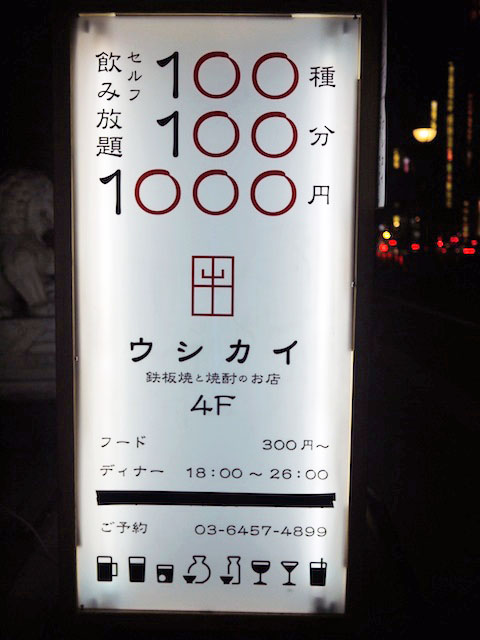 セルフ
飲み放題
100種
100分
1000円
ウシカイ
鉄板焼と焼酎のお店
4F
フード 300円～
ディナー 18:00～26:00
ご予約 03-6457-4899